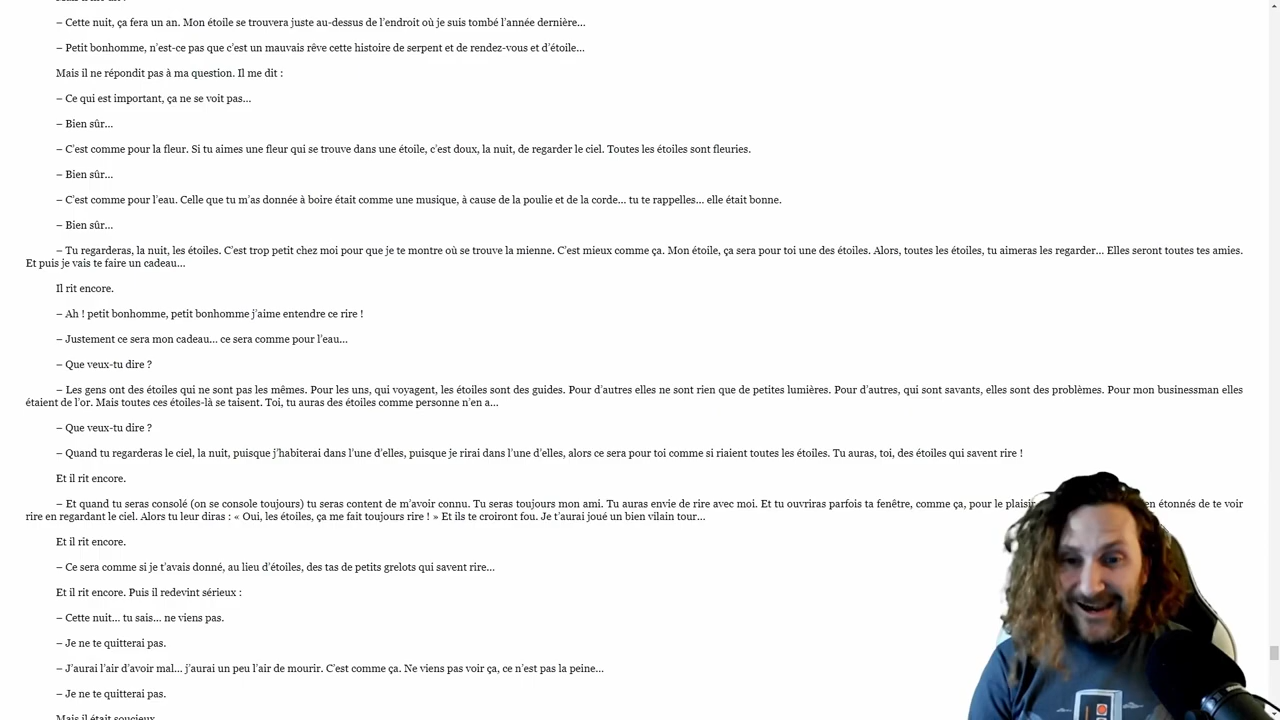 – Cette nuit, ça fera un an. Mon étoile se trouvera juste au-dessus de l'endroit où je suis tombé l'année dernière…
– Petit bonhomme, n'est-ce pas que c'est un mauvais rêve cette histoire de serpent et de rendez-vous et d'étoile…
Mais il ne répondit pas à ma question. Il me dit :
– Ce qui est important, ça ne se voit pas…
– Bien sûr…
– C'est comme pour la fleur. Si tu aimes une fleur qui se trouve dans une étoile, c'est doux, la nuit, de regarder le ciel. Toutes les étoiles sont fleuries.
– Bien sûr…
– C'est comme pour l'eau. Celle que tu m'as donnée à boire était comme une musique, à cause de la poulie et de la corde… tu te rappelles… elle était bonne.
– Bien sûr…
– Tu regarderas, la nuit, les étoiles. C'est trop petit chez moi pour que je te montre où se trouve la mienne. C'est mieux comme ça. Mon étoile, ça sera pour toi une des étoiles. Alors, toutes les étoiles, tu aimeras les regarder… Elles seront toutes tes amies.
Et puis je vais te faire un cadeau…
Il rit encore.
– Ah ! petit bonhomme, petit bonhomme j'aime entendre ce rire !
– Justement ce sera mon cadeau… ce sera comme pour l'eau…
– Que veux-tu dire ?
– Les gens ont des étoiles qui ne sont pas les mêmes. Pour les uns, qui voyagent, les étoiles sont des guides. Pour d'autres elles ne sont rien que de petites lumières. Pour d'autres, qui sont savants, elles sont des problèmes. Pour mon businessman elles
étaient de l'or. Mais toutes ces étoiles-là se taisent. Toi, tu auras des étoiles comme personne n'en a…
– Que veux-tu dire ?
– Quand tu regarderas le ciel, la nuit, puisque j'habiterai dans l'une d'elles, puisque je rirai dans l'une d'elles, alors ce sera pour toi comme si riaient toutes les étoiles. Tu auras, toi, des étoiles qui savent rire !
Et il rit encore.
– Et quand tu seras consolé (on se console toujours) tu seras content de m'avoir connu. Tu seras toujours mon ami. Tu auras envie de rire avec moi. Et tu ouvriras parfois ta fenêtre, comme ça, pour le plaisir étonnés de te voir
rire en regardant le ciel. Alors tu leur diras : « Oui, les étoiles, ça me fait toujours rire ! » Et ils te croiront fou. Je t'aurai joué un bien vilain tour…
Et il rit encore.
– Ce sera comme si je t'avais donné, au lieu d'étoiles, des tas de petits grelots qui savent rire…
Et il rit encore. Puis il redevint sérieux :
– Cette nuit… tu sais… ne viens pas.
– Je ne te quitterai pas.
– J'aurai l'air d'avoir mal… j'aurai un peu l'air de mourir. C'est comme ça. Ne viens pas voir ça, ce n'est pas la peine…
– Je ne te quitterai pas.
Mais il était soucieux.